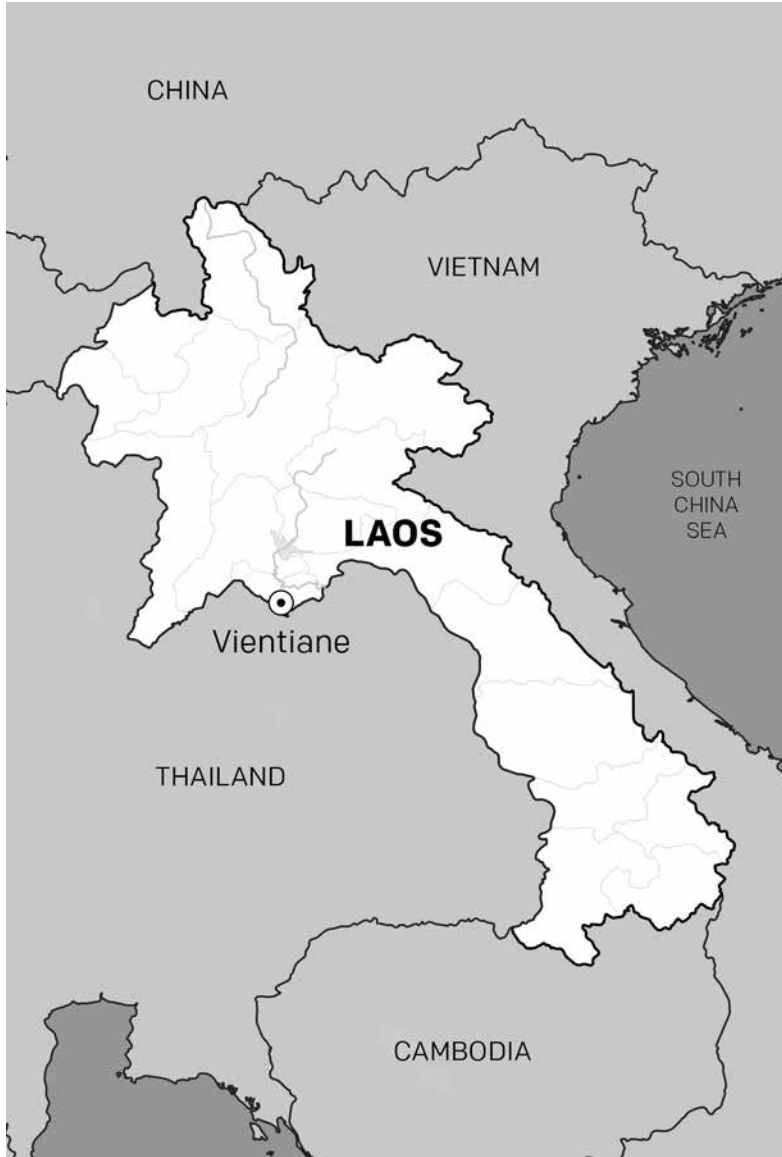 CHINA
VIETNAM
SOUTH
CHINA
SEA
LAOS
Vientiane
THAILAND
CAMBODIA